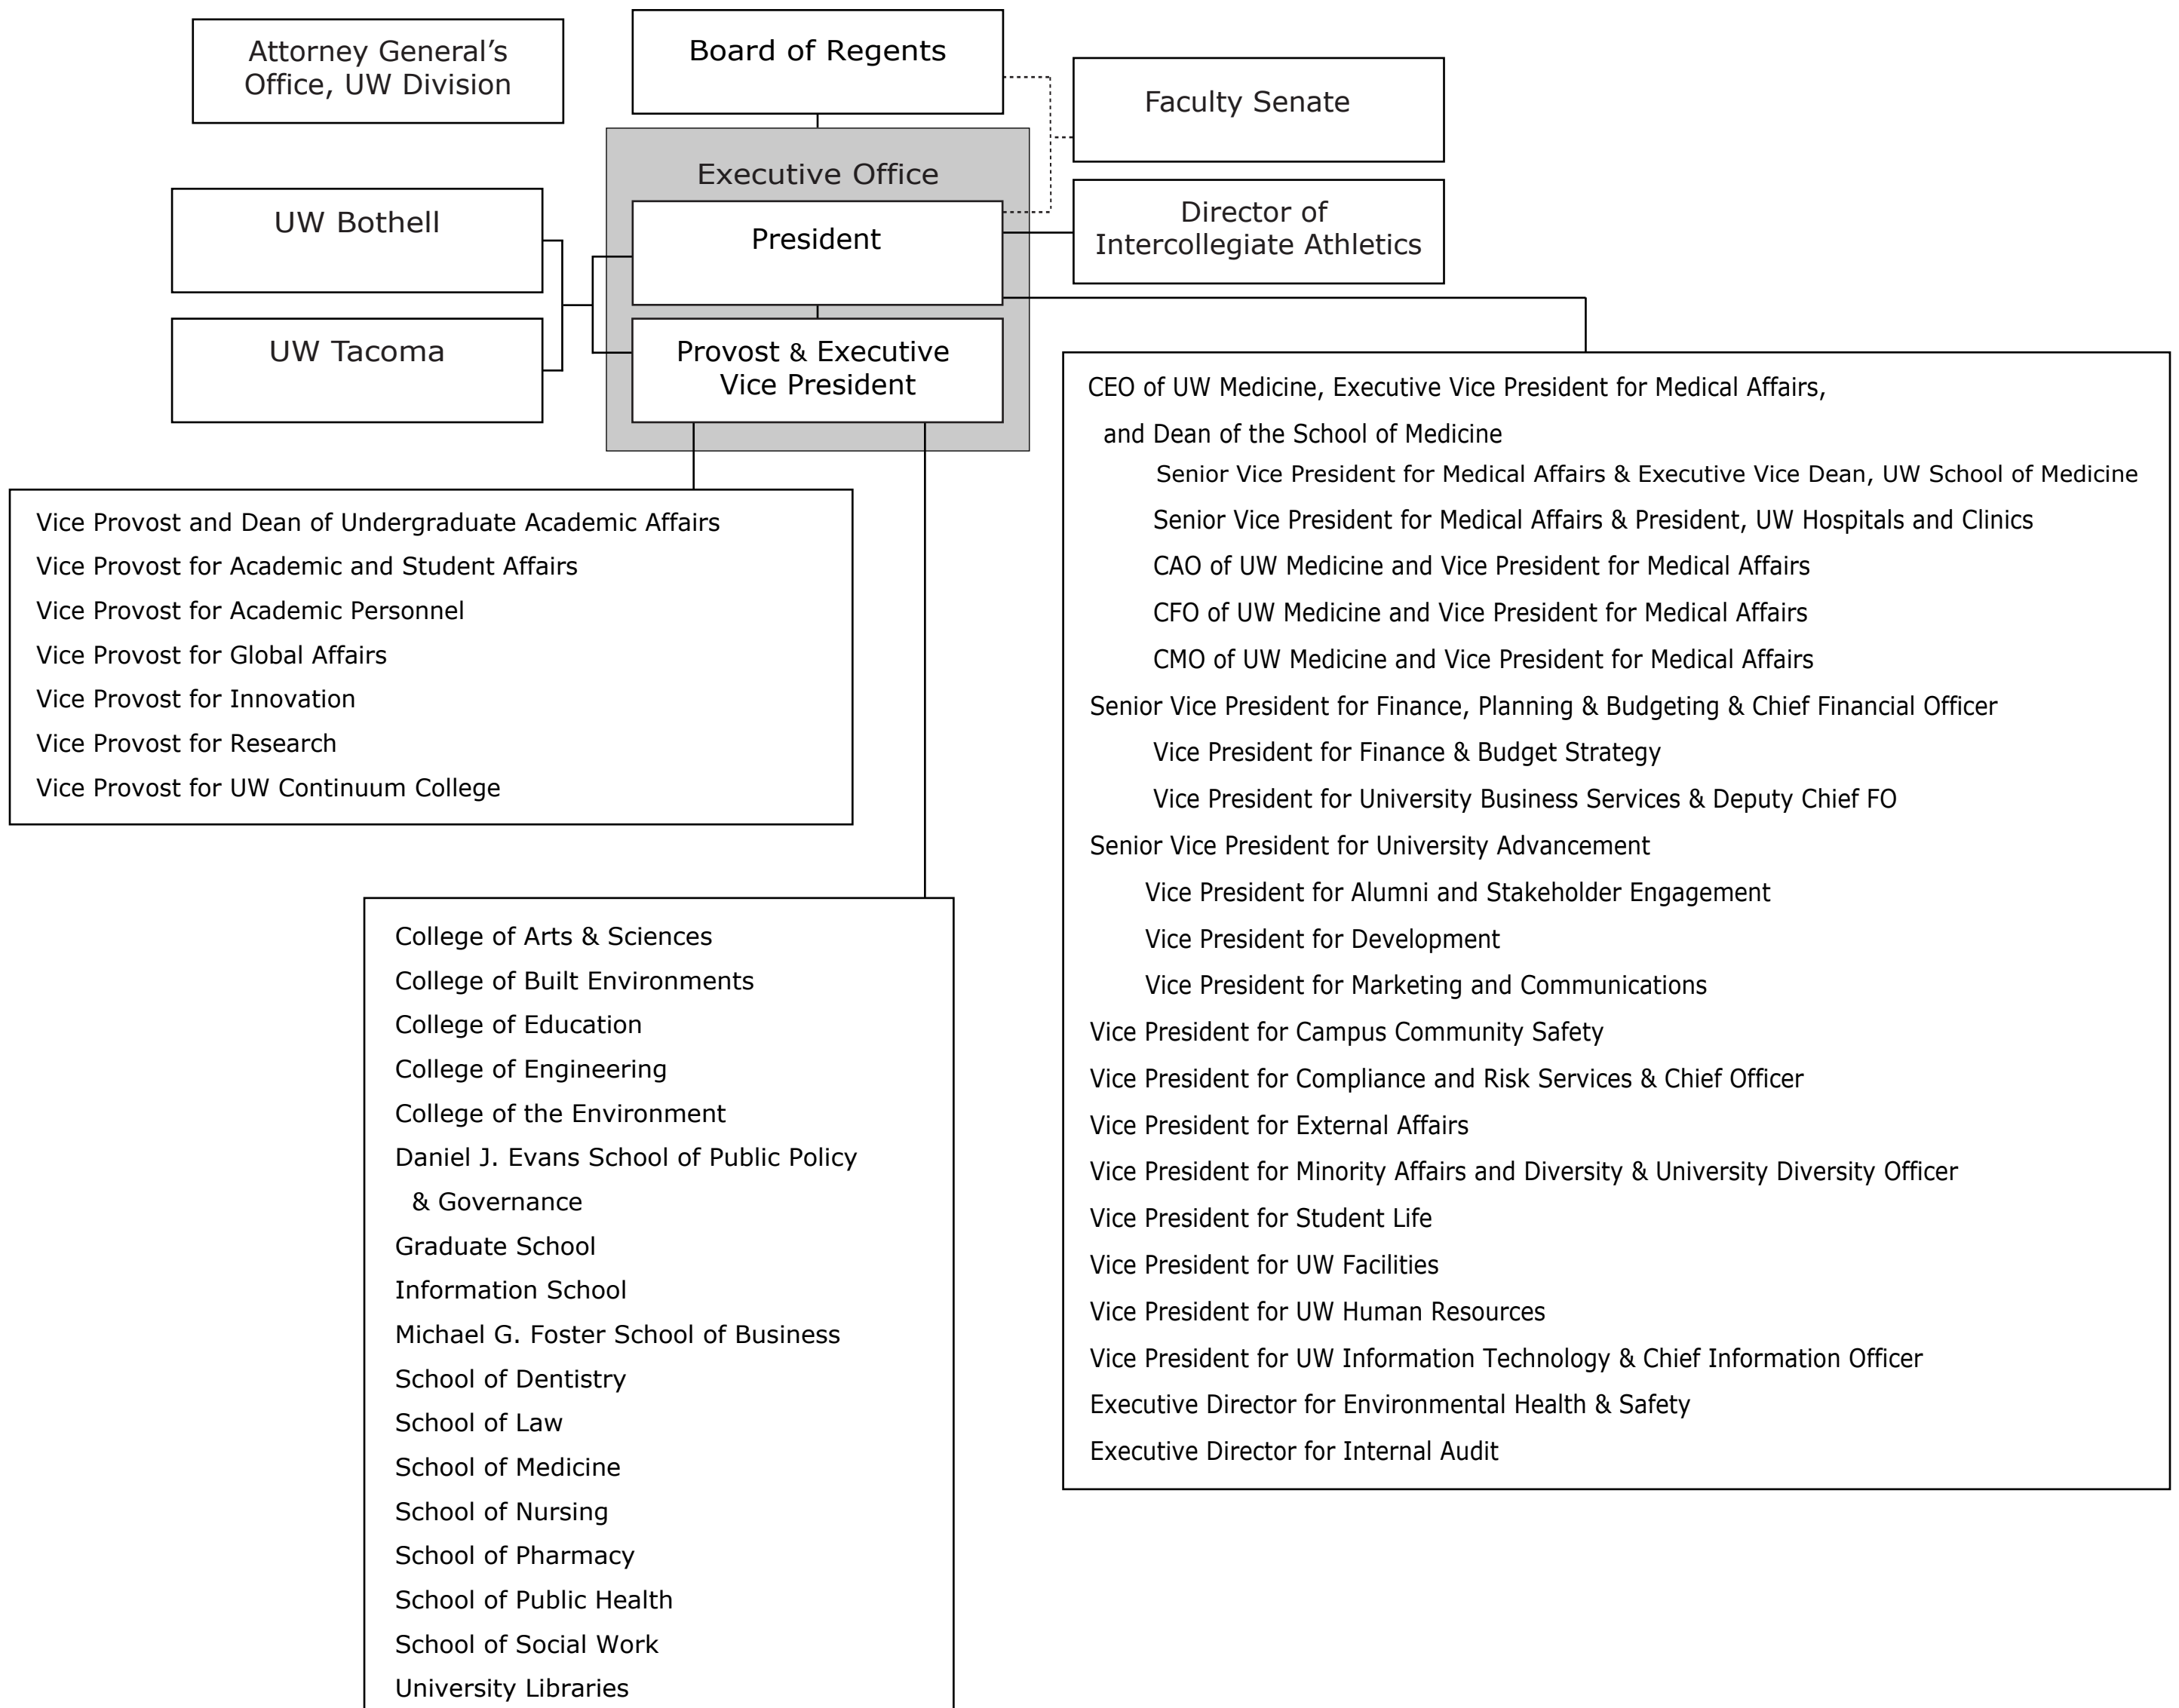 Attorney General’s
Office, UW Division
Board of Regents
Faculty Senate
Executive Office
UW Bothell
President
Director of
Intercollegiate Athletics
UW Tacoma
Provost & Executive
Vice President
Vice Provost and Dean of Undergraduate Academic Affairs
Vice Provost for Academic and Student Affairs
Vice Provost for Academic Personnel
Vice Provost for Global Affairs
Vice Provost for Innovation
Vice Provost for Research
Vice Provost for UW Continuum College
College of Arts & Sciences
College of Built Environments
College of Education
College of Engineering
College of the Environment
Daniel J. Evans School of Public Policy
& Governance
Graduate School
Information School
Michael G. Foster School of Business
School of Dentistry
School of Law
School of Medicine
School of Nursing
School of Pharmacy
School of Public Health
School of Social Work
University Libraries
CEO of UW Medicine, Executive Vice President for Medical Affairs,
and Dean of the School of Medicine
Senior Vice President for Medical Affairs & Executive Vice Dean, UW School of Medicine
Senior Vice President for Medical Affairs & President, UW Hospitals and Clinics
CAO of UW Medicine and Vice President for Medical Affairs
CFO of UW Medicine and Vice President for Medical Affairs
CMO of UW Medicine and Vice President for Medical Affairs
Senior Vice President for Finance, Planning & Budgeting & Chief Financial Officer
Vice President for Finance & Budget Strategy
Vice President for University Business Services & Deputy Chief FO
Senior Vice President for University Advancement
Vice President for Alumni and Stakeholder Engagement
Vice President for Development
Vice President for Marketing and Communications
Vice President for Campus Community Safety
Vice President for Compliance and Risk Services & Chief Officer
Vice President for External Affairs
Vice President for Minority Affairs and Diversity & University Diversity Officer
Vice President for Student Life
Vice President for UW Facilities
Vice President for UW Human Resources
Vice President for UW Information Technology & Chief Information Officer
Executive Director for Environmental Health & Safety
Executive Director for Internal Audit